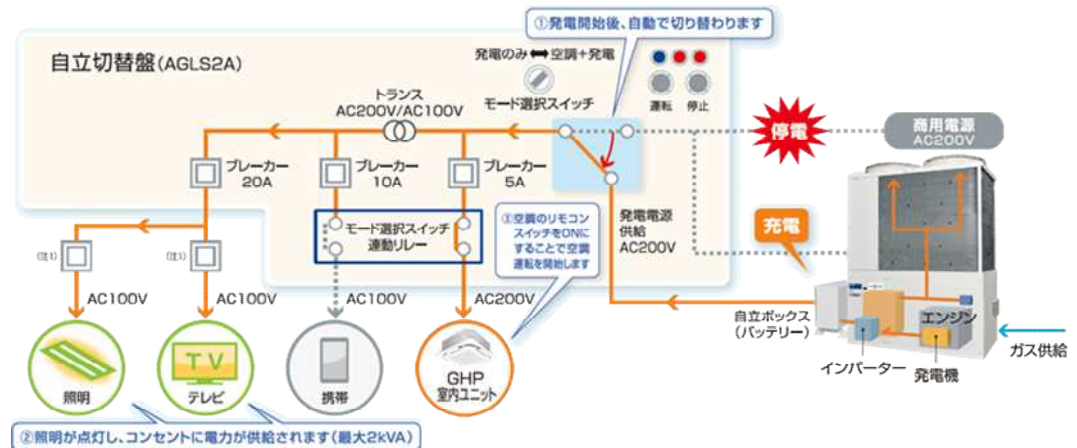 ①発電開始後、自動で切り替わります
自立切替盤(AGLS2A)
発電のみ⬌空調+発電
モード選択スイッチ
運転
停止
トランス
AC200V/AC100V
停電
商用電源
AC200V
ブレーカー
20A
ブレーカー
10A
ブレーカー
5A
発電電源
供給
AC200V
充電
モード選択スイッチ
連動リレー
③空調のリモコン
スイッチをONに
することで空調
運転を開始します
(注1)
(注1)
AC100V
AC100V
AC100V
AC200V
自立ボックス
(バッテリー)
エンジン
インバーター
発電機
ガス供給
照明
TV
テレビ
携帯
GHP
室内ユニット
②照明が点灯し、コンセントに電力が供給されます(最大2kVA)